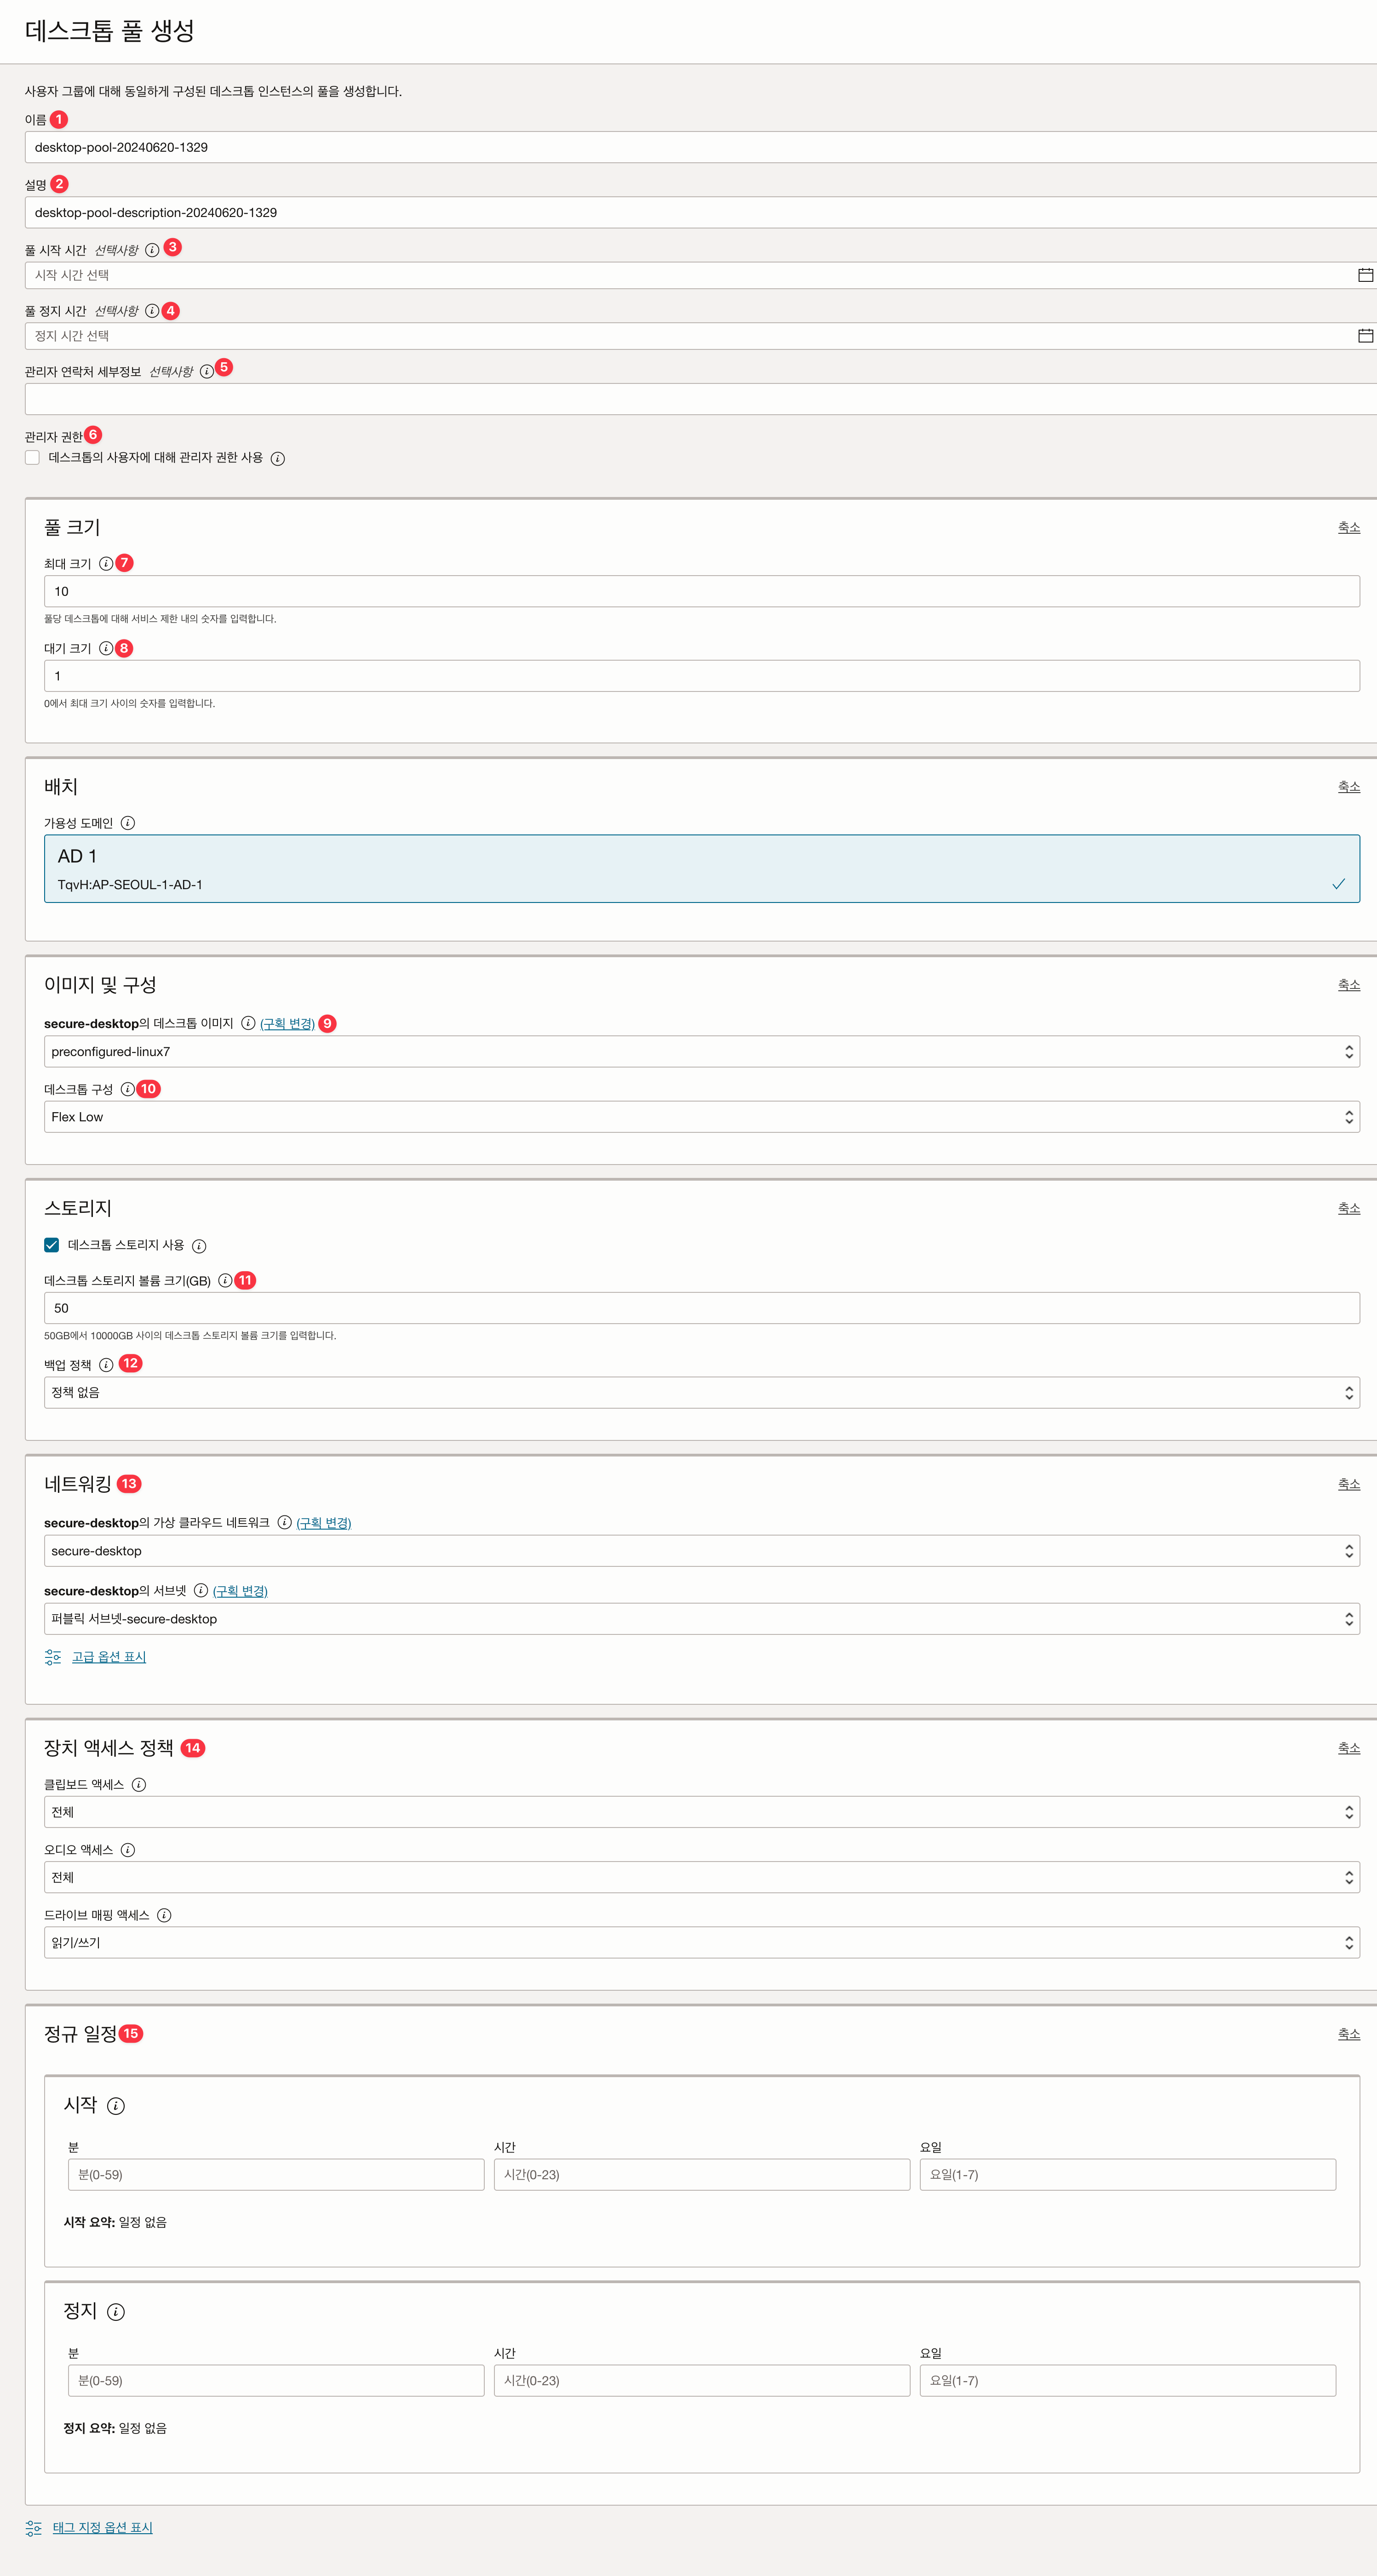 데스크톱 풀 생성
사용자 그룹에 대해 동일하게 구성된 데스크톱 인스턴스의 풀을 생성합니다.
이름 1
desktop-pool-20240620-1329
설명 2
desktop-pool-description-20240620-1329
풀 시작 시간 선택사항 i 3
시작 시간 선택
풀 정지 시간 선택사항 i 4
정지 시간 선택
관리자 연락처 세부정보 선택사항 i 5
관리자 권한 6
데스크톱의 사용자에 대해 관리자 권한 사용 i
풀 크기 축소
최대 크기 i 7
10
풀당 데스크톱에 대해 서비스 제한 내의 숫자를 입력합니다.
대기 크기 i 8
1
0에서 최대 크기 사이의 숫자를 입력합니다.
배치 축소
가용성 도메인 i
AD 1
TqvH:AP-SEOUL-1-AD-1
이미지 및 구성 축소
secure-desktop의 데스크톱 이미지 i (구획 변경) 9
preconfigured-linux7
데스크톱 구성 i 10
Flex Low
스토리지 축소
데스크톱 스토리지 사용 i
데스크톱 스토리지 볼륨 크기(GB) i 11
50
50GB에서 10000GB 사이의 데스크톱 스토리지 볼륨 크기를 입력합니다.
백업 정책 i 12
정책 없음
네트워킹 13 축소
secure-desktop의 가상 클라우드 네트워크 i (구획 변경)
secure-desktop
secure-desktop의 서브넷 i (구획 변경)
퍼블릭 서브넷-secure-desktop
고급 옵션 표시
장치 액세스 정책 14 축소
클립보드 액세스 i
전체
오디오 액세스 i
전체
드라이브 매핑 액세스 i
읽기/쓰기
정규 일정 15 축소
시작 i
분 시간 요일
분(0-59) 시간(0-23) 요일(1-7)
시작 요약: 일정 없음
정지 i
분 시간 요일
분(0-59) 시간(0-23) 요일(1-7)
정지 요약: 일정 없음
태그 지정 옵션 표시